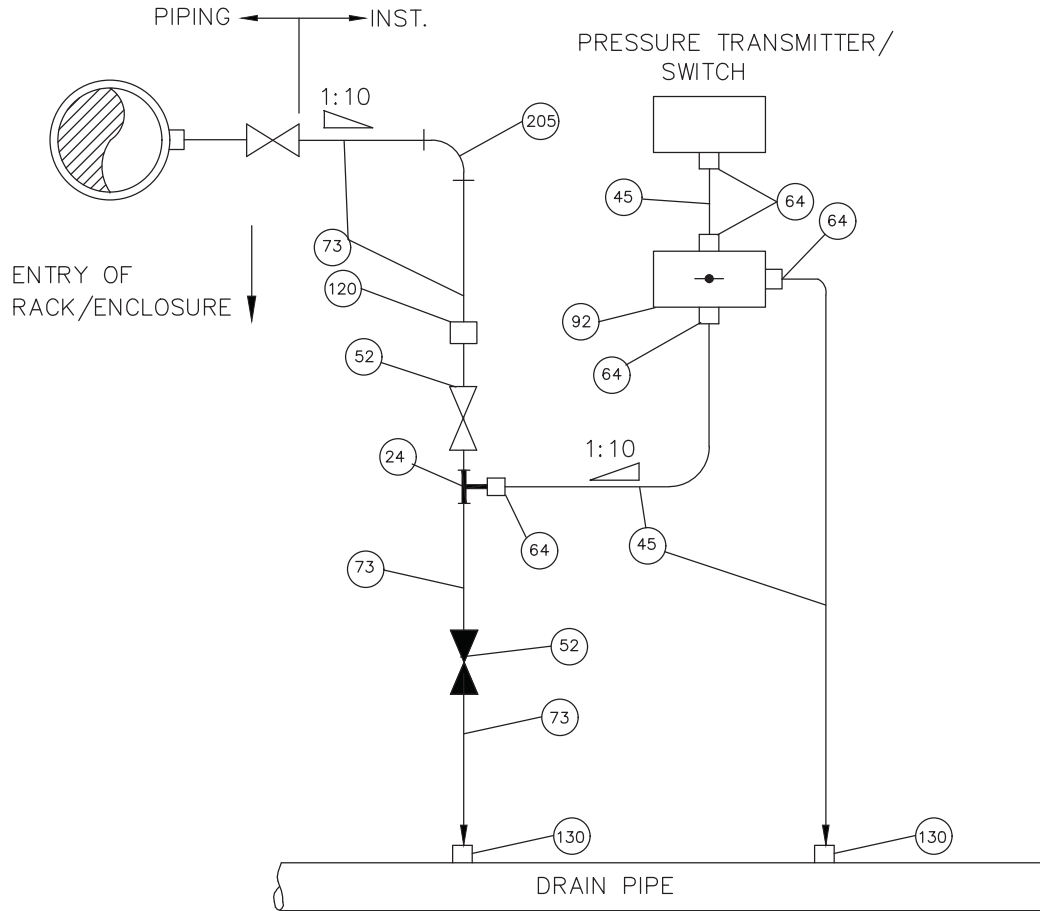 PIPING
INST.
PRESSURE TRANSMITTER/
SWITCH
1:10
205
45
64
64
73
ENTRY OF
RACK/ENCLOSURE
120
92
52
64
24
1:10
64
45
73
52
73
130
130
DRAIN PIPE